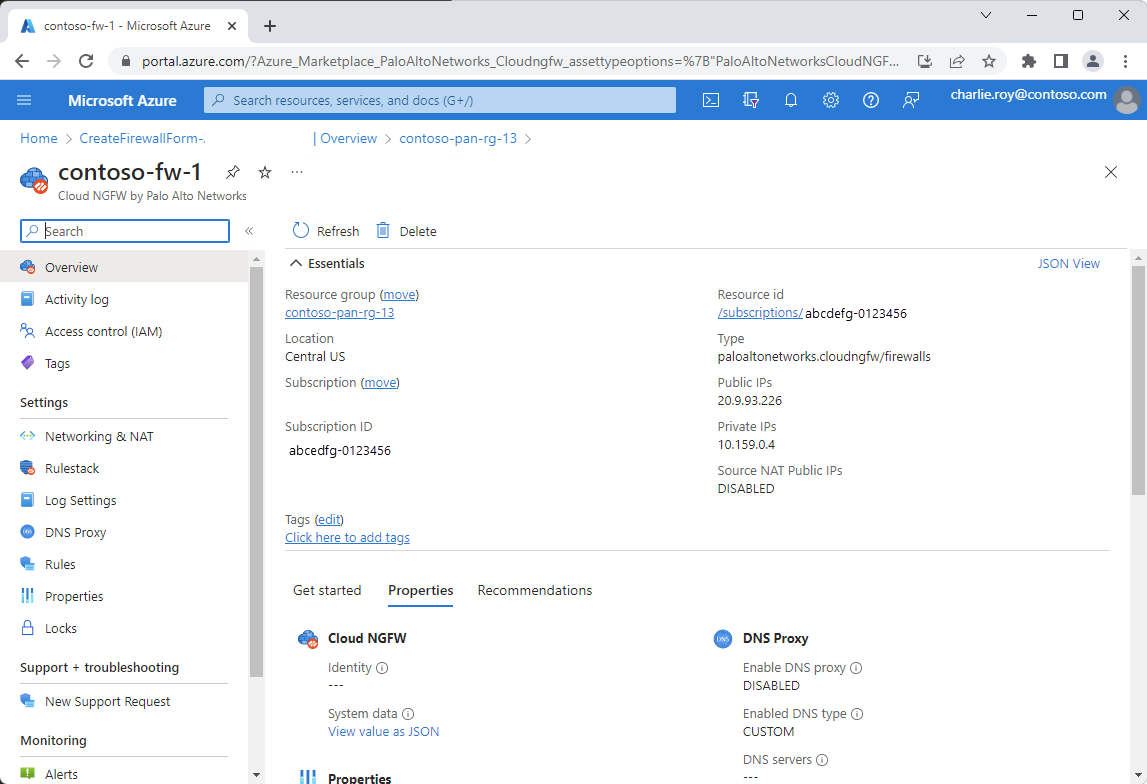 contoso-fw-1 - Microsoft Azure
portal.azure.com/?Azure_Marketplace_PaloAltoNetworks_Cloudngfw_assettypeoptions=%7B"PaloAltoNetworksCloudNGF...
Microsoft Azure
Search resources, services, and docs (G+/)
charlie.roy@contoso.com
Home > CreateFirewallForm-. | Overview > contoso-pan-rg-13 >
contoso-fw-1
Cloud NGFW by Palo Alto Networks
Search
«
Overview
Activity log
Access control (IAM)
Tags
Settings
Networking & NAT
Rulestack
Log Settings
DNS Proxy
Rules
Properties
Locks
Support + troubleshooting
New Support Request
Monitoring
Alerts
Refresh
Delete
Essentials
JSON View
Resource group (move)
contoso-pan-rg-13
Location
Central US
Subscription (move)
Subscription ID
abcedfg-0123456
Resource id
/subscriptions/ abcdefg-0123456
Type
paloaltonetworks.cloudngfw/firewalls
Public IPs
20.9.93.226
Private IPs
10.159.0.4
Source NAT Public IPs
DISABLED
Tags (edit)
Click here to add tags
Get started
Properties
Recommendations
Cloud NGFW
Identity
---
System data
View value as JSON
Properties
DNS
DNS Proxy
Enable DNS proxy
DISABLED
Enabled DNS type
CUSTOM
DNS servers
---